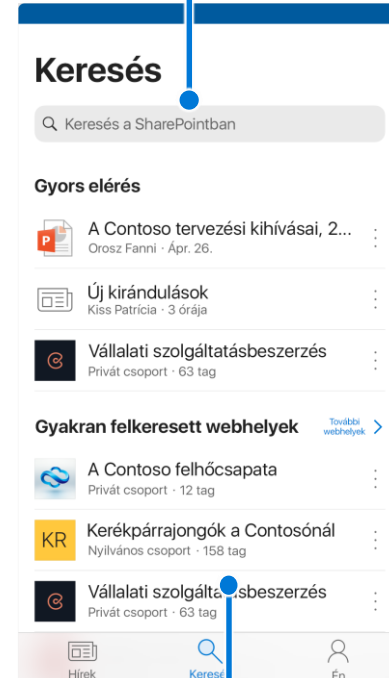 Keresés
Keresés a SharePointban
Gyors elérés
A Contoso tervezési kihívásai, 2...
Orosz Fanni · Ápr. 26.
Új kirándulások
Kiss Patrícia · 3 órája
Vállalati szolgáltatásbeszerzés
Privát csoport · 63 tag
Gyakran felkeresett webhelyek
További
webhelyek
A Contoso felhőcsapata
Privát csoport · 12 tag
KR
Kerékpárrajongók a Contosónál
Nyilvános csoport · 158 tag
Vállalati szolgáltatásbeszerzés
Privát csoport · 63 tag
Hírek
Keresés
Én